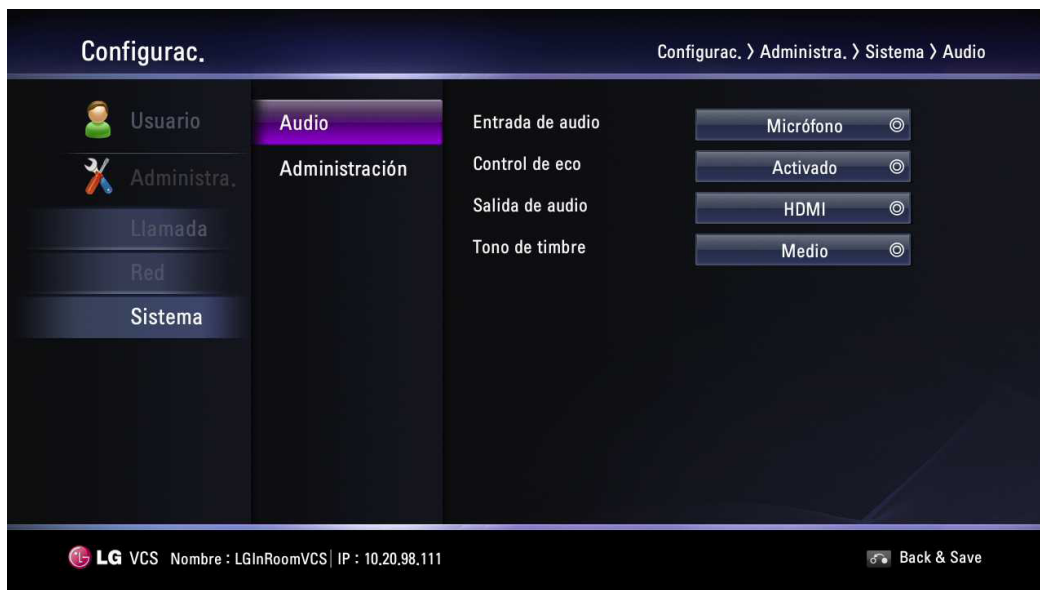 Configurac.
Configurac. > Administra. > Sistema > Audio
Usuario
Administra.
Llamada
Red
Sistema
Audio
Administración
Entrada de audio Micrófono
Control de eco Activado
Salida de audio HDMI
Tono de timbre Medio
LG VCS Nombre : LGInRoomVCS| IP : 10.20.98.111
Back & Save